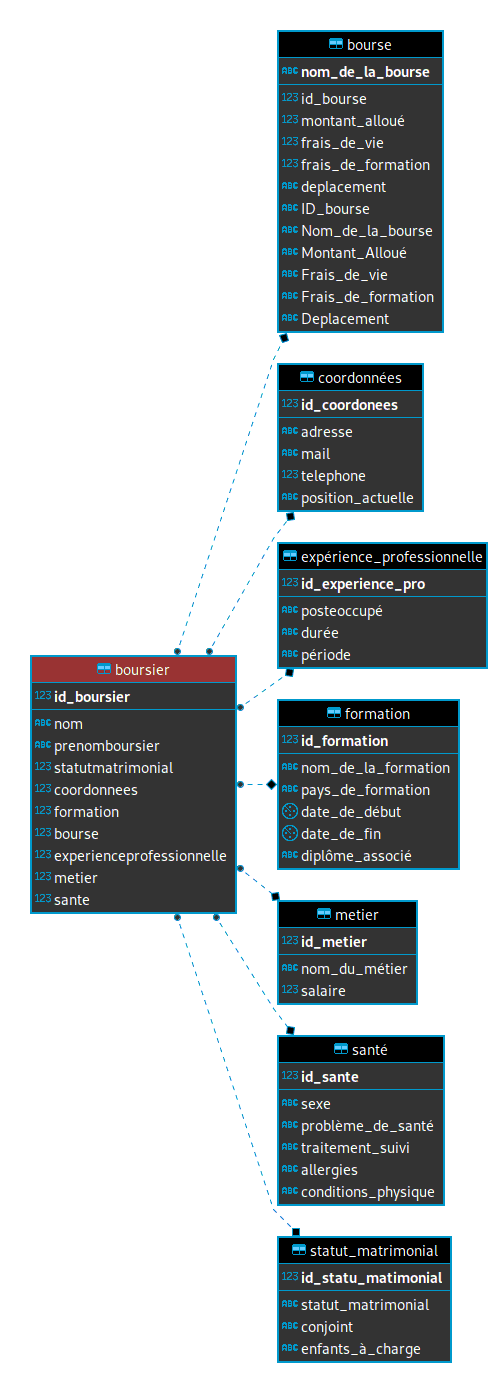 bourse
ABC nom_de_la_bourse
123 id_bourse
123 montant_alloué
123 frais_de_vie
123 frais_de_formation
ABC deplacement
ABC ID_bourse
ABC Nom_de_la_bourse
ABC Montant_Alloué
ABC Frais_de_vie
ABC Frais_de_formation
ABC Deplacement
coordonnées
123 id_coordonees
ABC adresse
ABC mail
123 telephone
ABC position_actuelle
expérience_professionnelle
123 id_experience_pro
ABC posteoccupé
ABC durée
ABC période
boursier
123 id_boursier
ABC nom
ABC prenomboursier
123 statutmatrimonial
123 coordonnees
123 formation
123 bourse
123 experienceprofessionnelle
123 metier
123 sante
formation
123 id_formation
ABC nom_de_la_formation
ABC pays_de_formation
date_de_début
date_de_fin
ABC diplôme_associé
metier
123 id_metier
ABC nom_du_métier
123 salaire
santé
123 id_sante
ABC sexe
ABC problème_de_santé
ABC traitement_suivi
ABC allergies
ABC conditions_physique
statut_matrimonial
123 id_statu_matimonial
ABC statut_matrimonial
ABC conjoint
ABC enfants_à_charge